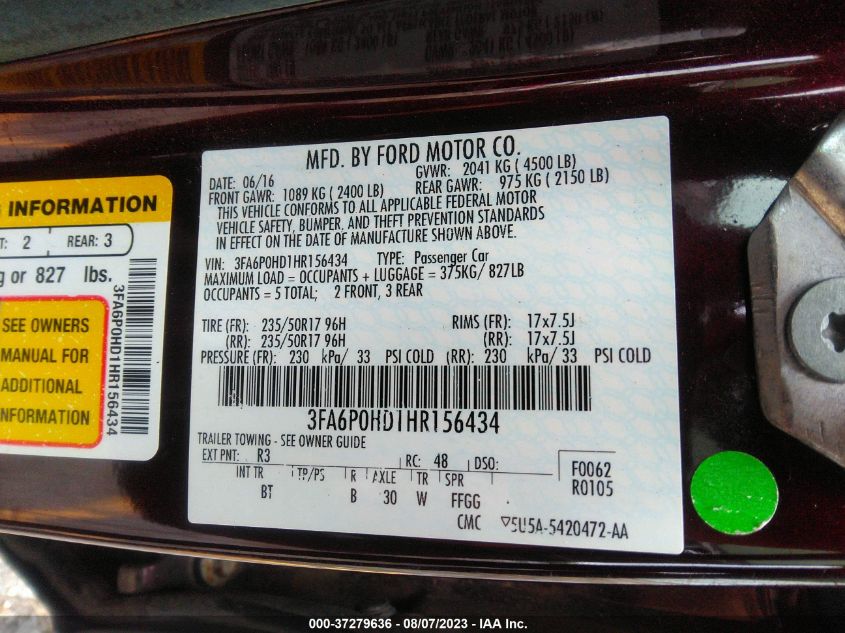 MFD. BY FORD MOTOR CO.
DATE: 06/16 GVWR: 2041 KG ( 4500 LB)
FRONT GAWR: 1089 KG ( 2400 LB) REAR GAWR: 975 KG ( 2150 LB)
THIS VEHICLE CONFORMS TO ALL APPLICABLE FEDERAL MOTOR
VEHICLE SAFETY, BUMPER, AND THEFT PREVENTION STANDARDS
IN EFFECT ON THE DATE OF MANUFACTURE SHOWN ABOVE.
VIN: 3FA6P0HD1HR156434 TYPE: Passenger Car
MAXIMUM LOAD = OCCUPANTS + LUGGAGE = 375KG/ 827LB
OCCUPANTS = 5 TOTAL; 2 FRONT, 3 REAR
TIRE (FR): 235/50R17 96H RIMS (FR): 17x7.5J
(RR): 235/50R17 96H (RR): 17x7.5J
PRESSURE (FR): 230 kPa/ 33 PSI COLD (RR): 230 kPa/ 33 PSI COLD
3FA6P0HD1HR156434
TRAILER TOWING - SEE OWNER GUIDE
EXT PNT: R3 RC: 48 DSO: F0062
R0105
INT TR TP/PS R AXLE TR SPR
BT B 30 W FFGG
CMC 5U5A-5420472-AA
INFORMATION
2 REAR: 3
or 827 lbs.
SEE OWNERS
MANUAL FOR
ADDITIONAL
INFORMATION
3FA6P0HD1HR156434
000-37279636 - 08/07/2023 - IAA Inc.